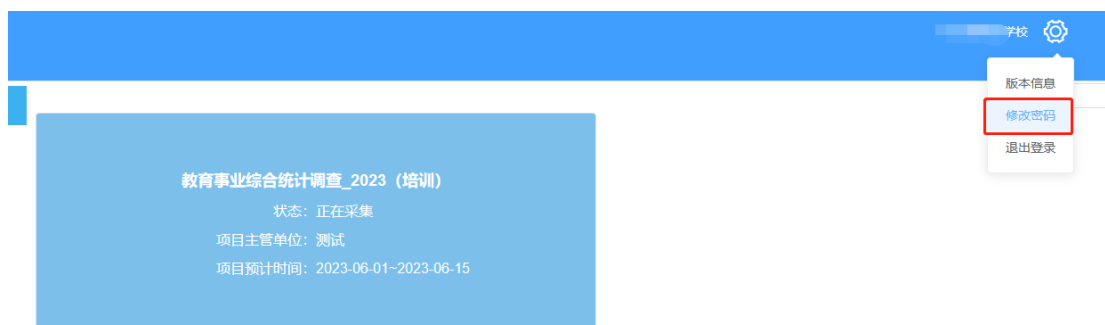 学校
版本信息
修改密码
退出登录
教育事业综合统计调查_2023（培训）
状态：正在采集
项目主管单位：测试
项目预计时间：2023-06-01~2023-06-15